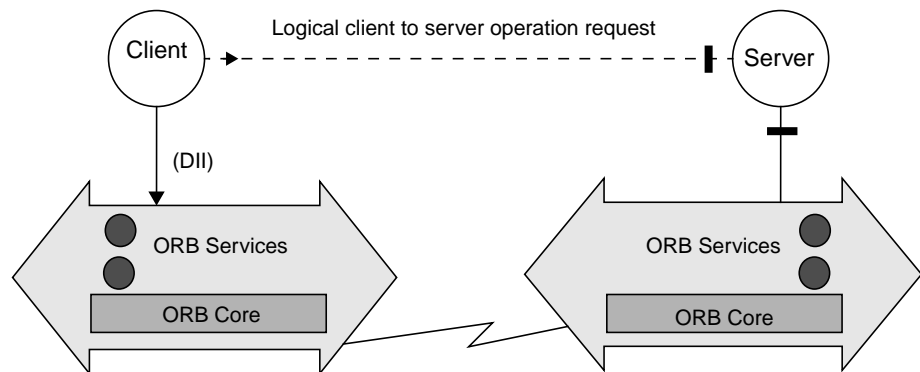 Logical client to server operation request
Client
Server
(DII)
ORB Services
ORB Services
ORB Core
ORB Core